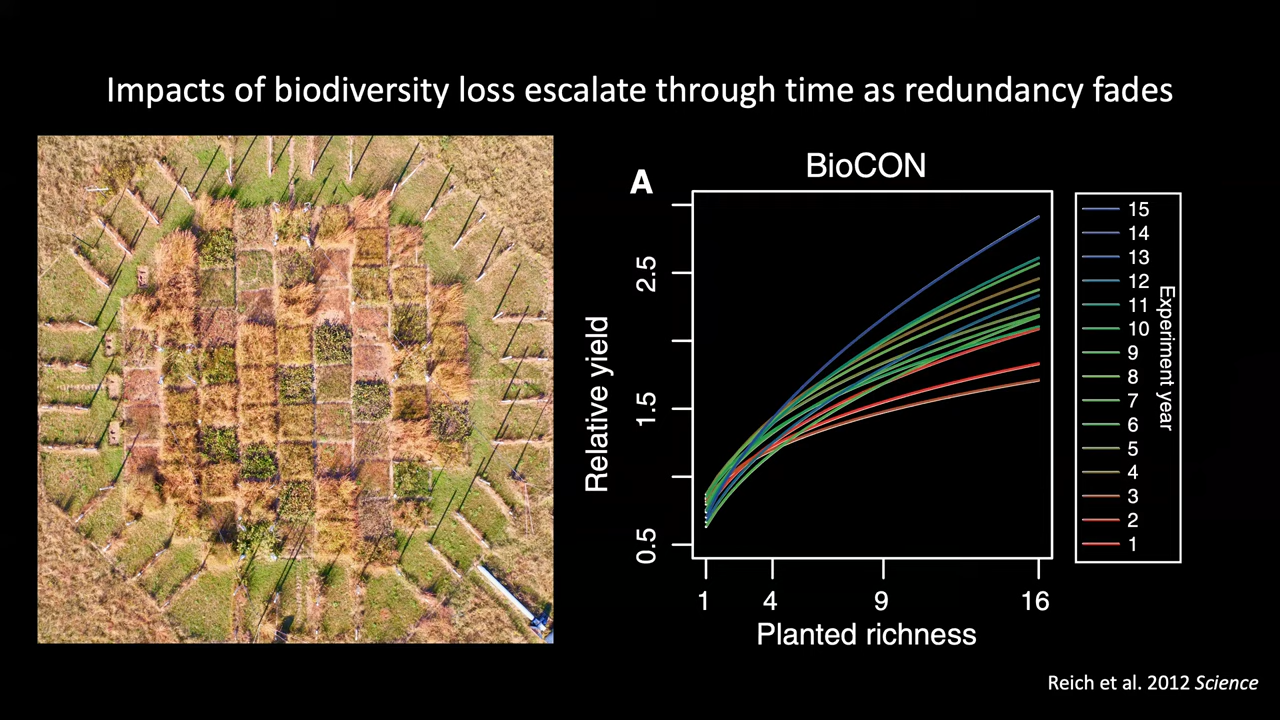 Impacts of biodiversity loss escalate through time as redundancy fades
A
BioCON
Relative yield
2.5
1.5
0.5
1 4 9 16
Planted richness
15
14
13
12
11
10
9
8
7
6
5
4
3
2
1
Experiment year
Reich et al. 2012 Science